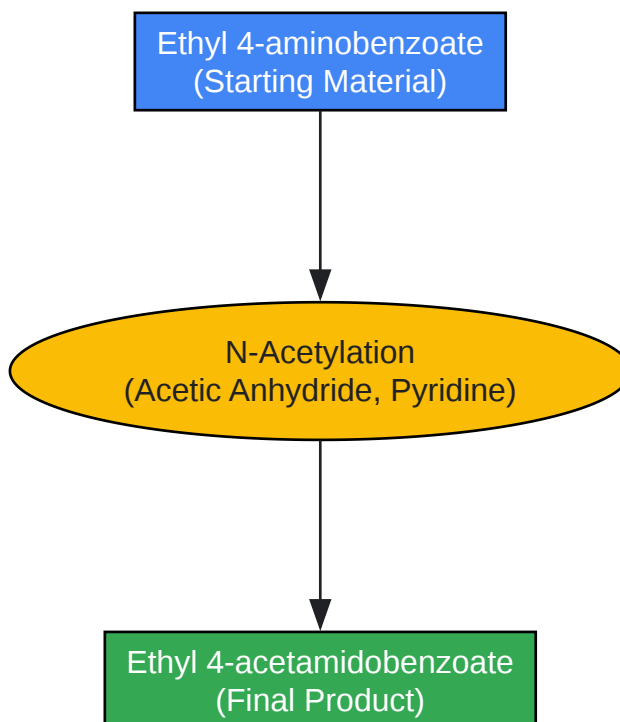 Ethyl 4-aminobenzoate
(Starting Material)
N-Acetylation
(Acetic Anhydride, Pyridine)
Ethyl 4-acetamidobenzoate
(Final Product)